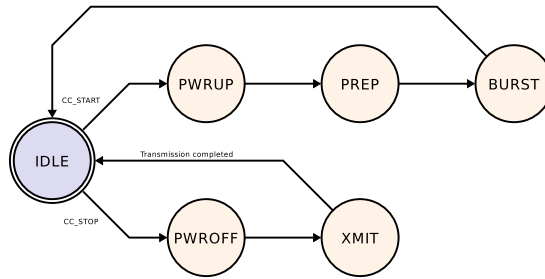 PWRUP
PREP
BURST
CC_START
IDLE
Transmission completed
CC_STOP
PWROFF
XMIT